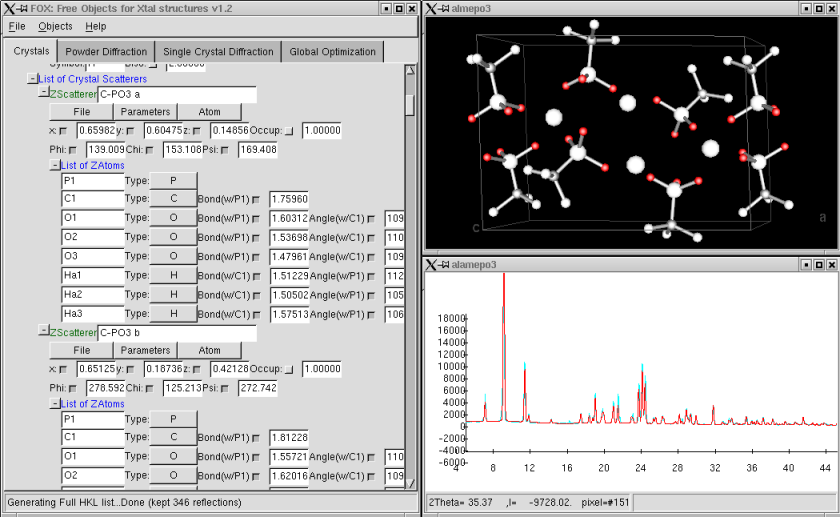 FOX: Free Objects for Xtal structures v1.2
File Objects Help
Crystals Powder Diffraction Single Crystal Diffraction Global Optimization
List of Crystal Scatterers
ZScatterer C-PO3 a
File Parameters Atom
x: 0.65982 y: 0.60475 z: 0.14856 Occup: 1.00000
Phi: 139.009 Chi: 153.108 Psi: 169.408
List of ZAtoms
P1 Type: P
C1 Type: C Bond(w/P1) 1.75960
O1 Type: O Bond(w/P1) 1.60312 Angle(w/C1) 109
O2 Type: O Bond(w/P1) 1.53698 Angle(w/C1) 110
O3 Type: O Bond(w/P1) 1.47961 Angle(w/C1) 109
Ha1 Type: H Bond(w/C1) 1.51229 Angle(w/P1) 112
Ha2 Type: H Bond(w/C1) 1.50502 Angle(w/P1) 105
Ha3 Type: H Bond(w/C1) 1.57513 Angle(w/P1) 106
ZScatterer C-PO3 b
File Parameters Atom
x: 0.65125 y: 0.18736 z: 0.42128 Occup: 1.00000
Phi: 278.592 Chi: 125.213 Psi: 272.742
List of ZAtoms
P1 Type: P
C1 Type: C Bond(w/P1) 1.81228
O1 Type: O Bond(w/P1) 1.55721 Angle(w/C1) 110
O2 Type: O Bond(w/P1) 1.62016 Angle(w/C1) 109
Generating Full HKL list...Done (kept 346 reflections)
almepo3
c
a
alamepo3
18000
16000
14000
12000
10000
8000
6000
4000
2000
0
-2000
-4000
-6000
4 8 12 16 20 24 28 32 36 40 44
2Theta= 35.37 ,I= -9728.02. pixel=#151